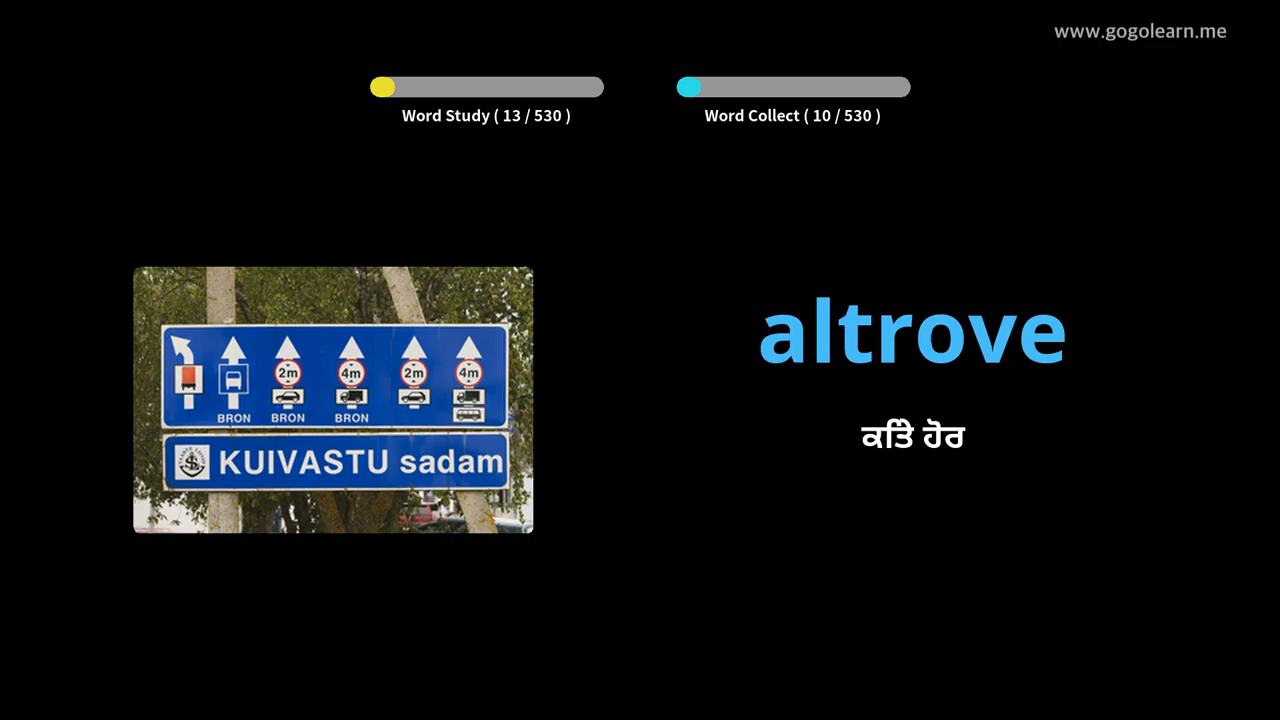 www.gogolearn.me
Word Study ( 13 / 530 )
Word Collect ( 10 / 530 )
2m 4m 2m 4m
BRON BRON BRON
KUIVASTU sadam
altrove
ਕਿਤੇ ਹੋਰ